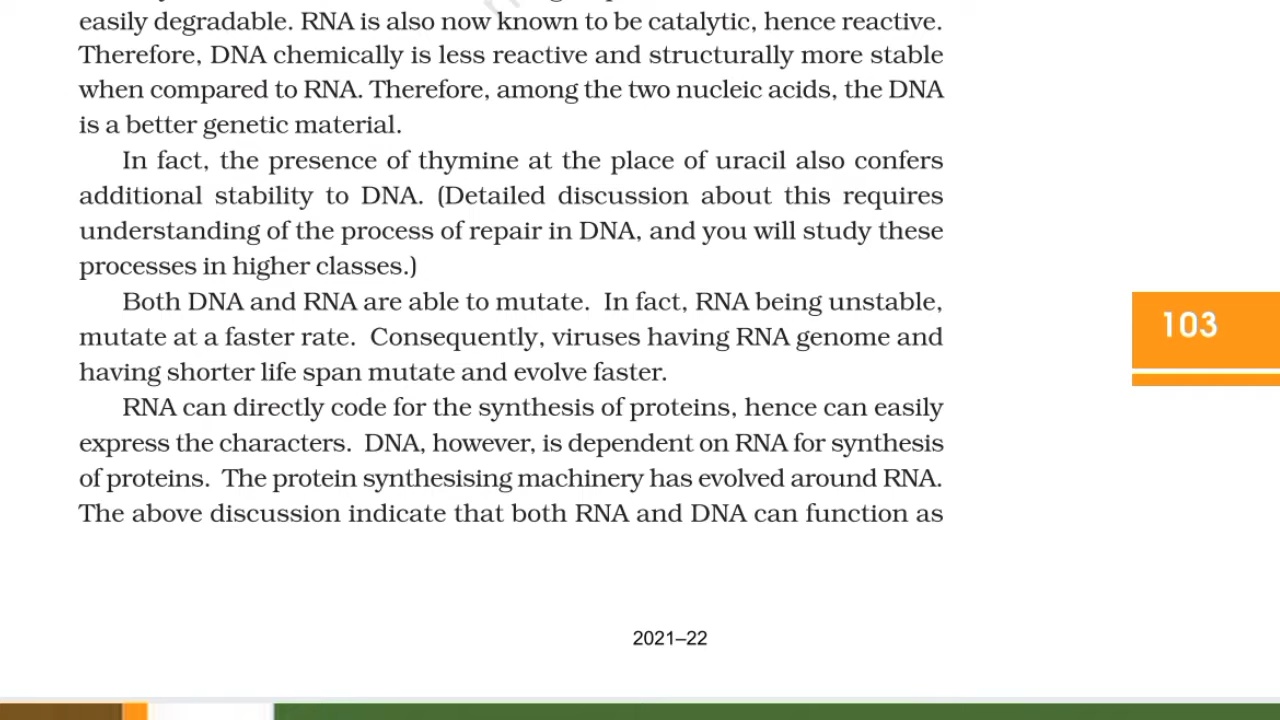 easily degradable. RNA is also now known to be catalytic, hence reactive.
Therefore, DNA chemically is less reactive and structurally more stable
when compared to RNA. Therefore, among the two nucleic acids, the DNA
is a better genetic material.
In fact, the presence of thymine at the place of uracil also confers
additional stability to DNA. (Detailed discussion about this requires
understanding of the process of repair in DNA, and you will study these
processes in higher classes.)
Both DNA and RNA are able to mutate. In fact, RNA being unstable,
mutate at a faster rate. Consequently, viruses having RNA genome and
having shorter life span mutate and evolve faster.
103
RNA can directly code for the synthesis of proteins, hence can easily
express the characters. DNA, however, is dependent on RNA for synthesis
of proteins. The protein synthesising machinery has evolved around RNA.
The above discussion indicate that both RNA and DNA can function as
2021–22